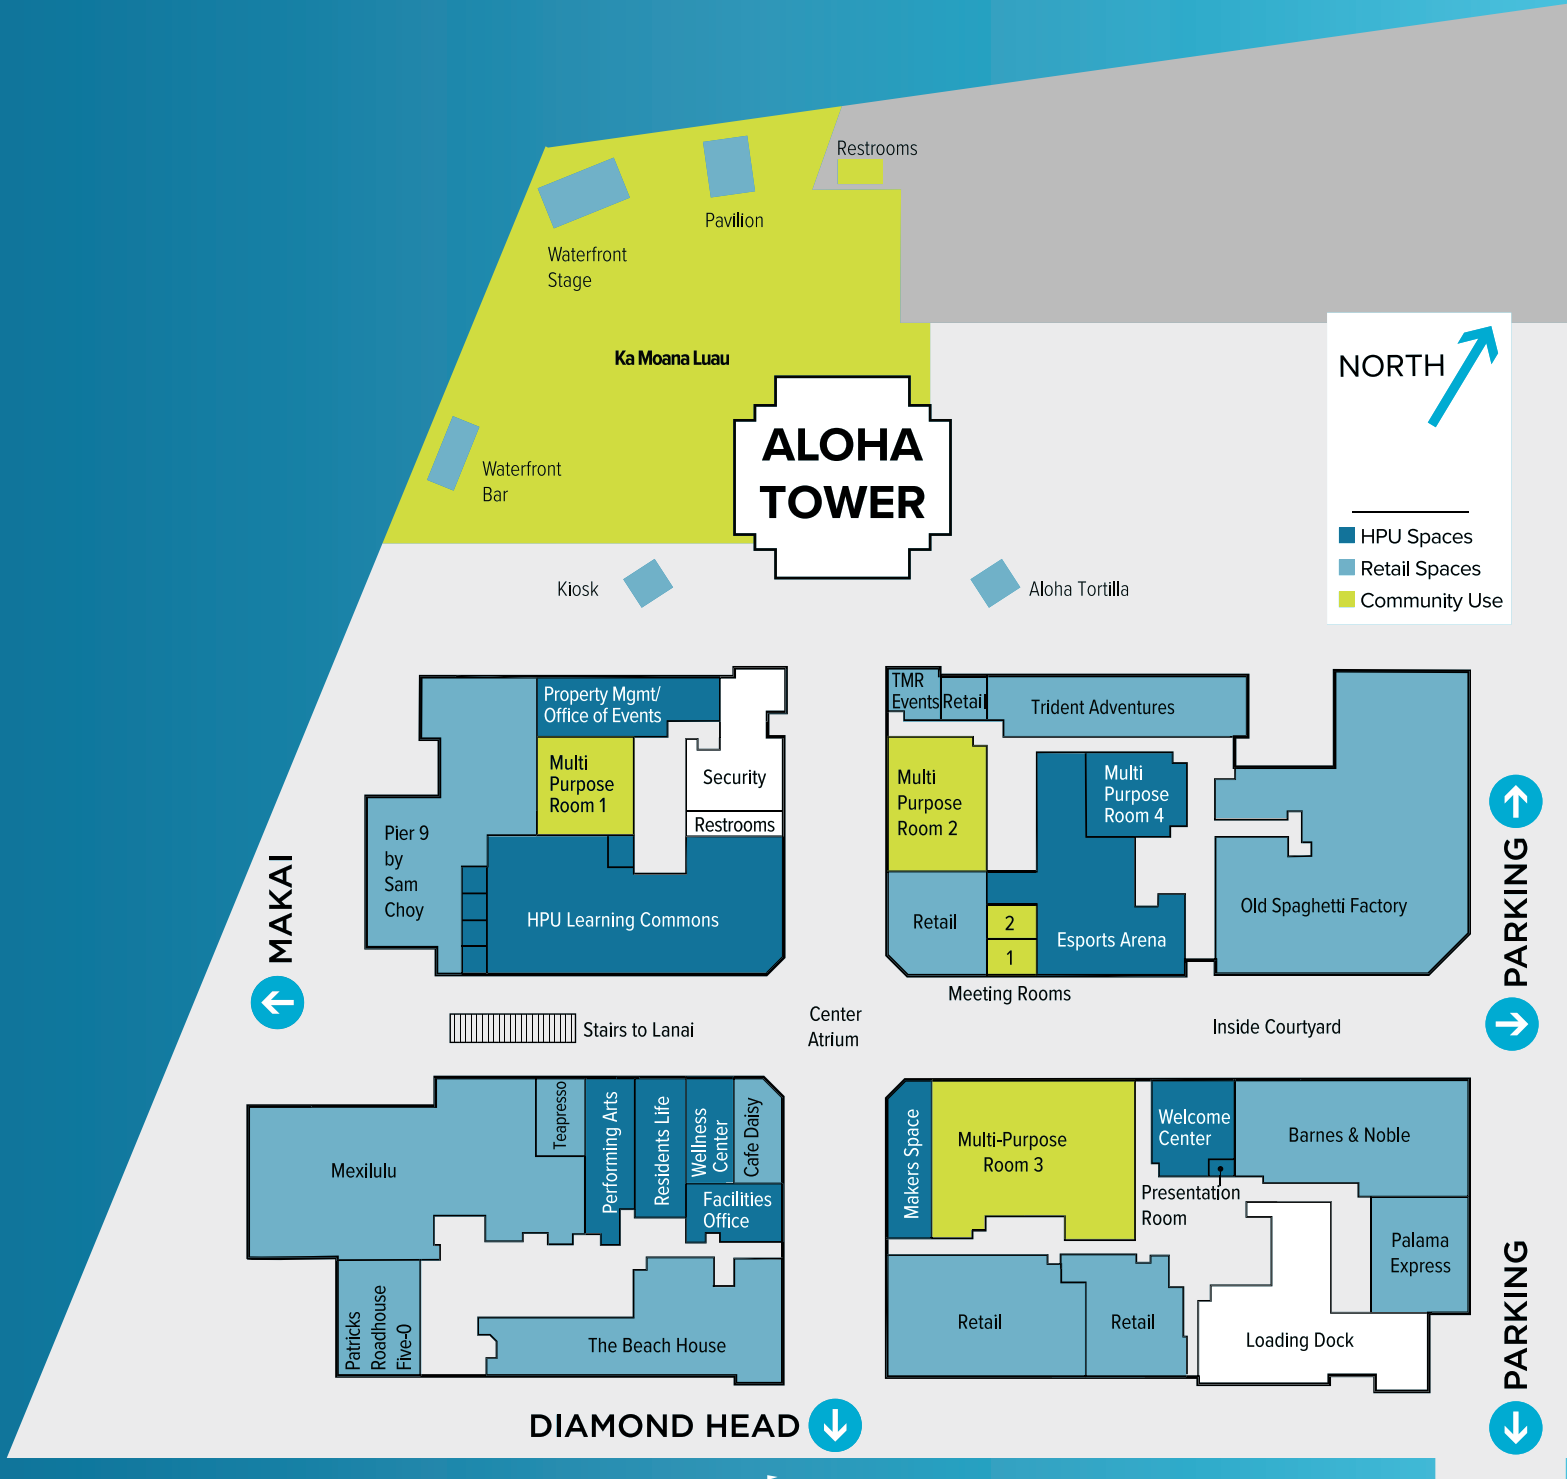 Restrooms
Pavilion
Waterfront
Stage
Ka Moana Luau
NORTH
ALOHA
TOWER
Waterfront
Bar
HPU Spaces
Retail Spaces
Community Use
Kiosk
Aloha Tortilla
Property Mgmt/
Office of Events
Multi
Purpose
Room 1
Security
Restrooms
Pier 9
by
Sam
Choy
HPU Learning Commons
TMR
Events
Retail
Trident Adventures
Multi
Purpose
Room 2
Multi
Purpose
Room 4
Retail
2
1
Esports Arena
Old Spaghetti Factory
Meeting Rooms
MAKAI
PARKING
Stairs to Lanai
Center
Atrium
Inside Courtyard
Mexilulu
Teapresso
Performing Arts
Residents Life
Wellness
Center
Cafe Daisy
Facilities
Office
Patricks
Roadhouse
Five-0
The Beach House
Makers Space
Multi-Purpose
Room 3
Welcome
Center
Presentation
Room
Barnes & Noble
Palama
Express
Retail
Retail
Loading Dock
PARKING
DIAMOND HEAD